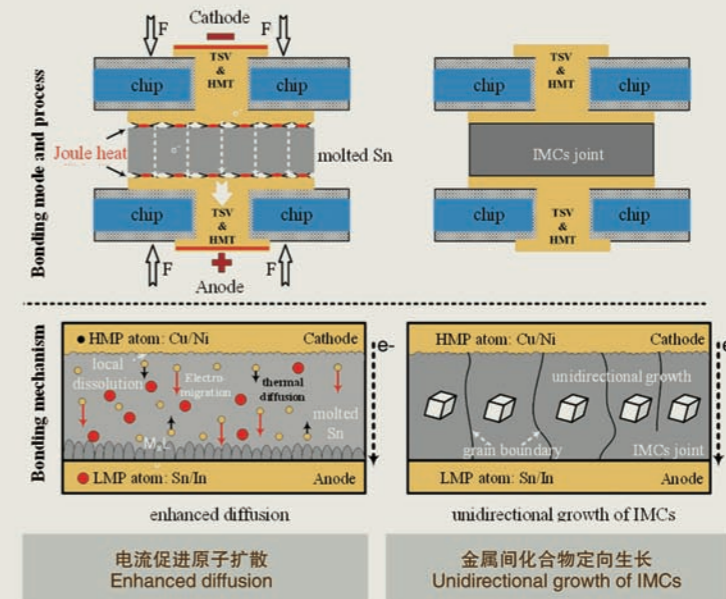 Bonding mode and process
F
Cathode
F
TSV
&
HMT
chip
chip
Joule heat
e-
molted Sn
chip
chip
TSV
&
HMT
F
F
Anode
TSV
&
HMT
chip
chip
IMCs joint
chip
chip
TSV
&
HMT
Bonding mechanism
HMP atom: Cu/Ni
Cathode
e-
local
dissolution
Electro-
migration
thermal
diffusion
molted
Sn
LMP atom: Sn/In
Anode
enhanced diffusion
HMP atom: Cu/Ni
Cathode
e
unidirectional growth
grain boundary
IMCs joint
LMP atom: Sn/In
Anode
unidirectional growth of IMCs
电流促进原子扩散
Enhanced diffusion
金属间化合物定向生长
Unidirectional growth of IMCs